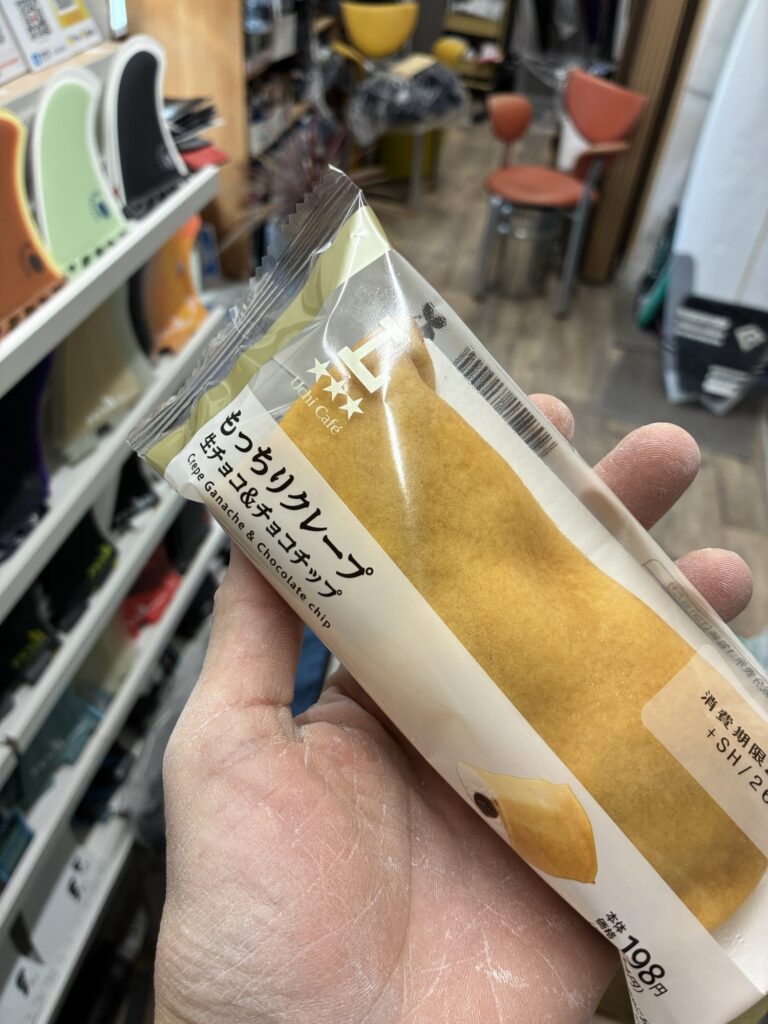 Uchi Café
もっちりクレープ
生チョコ&チョコチップ
Crepe Ganache & Chocolate chip
消費期限
+SH/26
本体
価格 198円